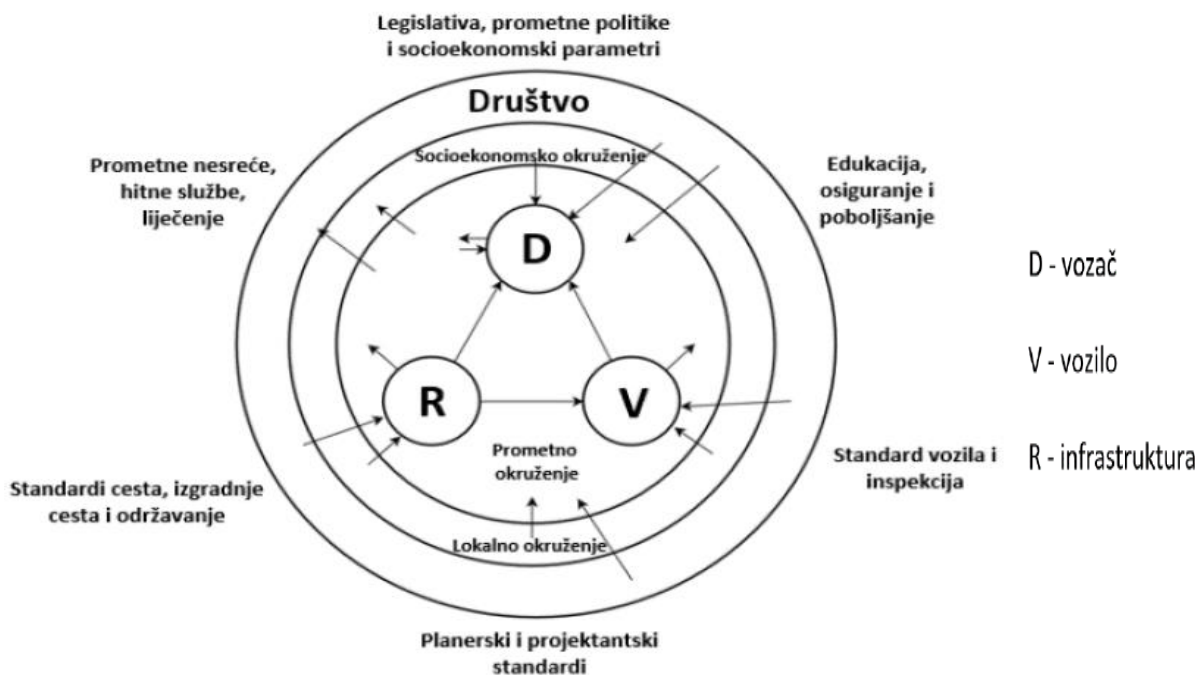 Legislativa, prometne politike
i socioekonomski parametri
Društvo
Socioekonomsko okruženje
Prometne nesreće,
hitne službe,
liječenje
Edukacija,
osiguranje i
poboljšanje
D
D - vozač
V - vozilo
R
V
Prometno
okruženje
Standardi cesta, izgradnje
cesta i održavanje
Standard vozila i
inspekcija
R - infrastruktura
Lokalno okruženje
Planerski i projektantski
standardi